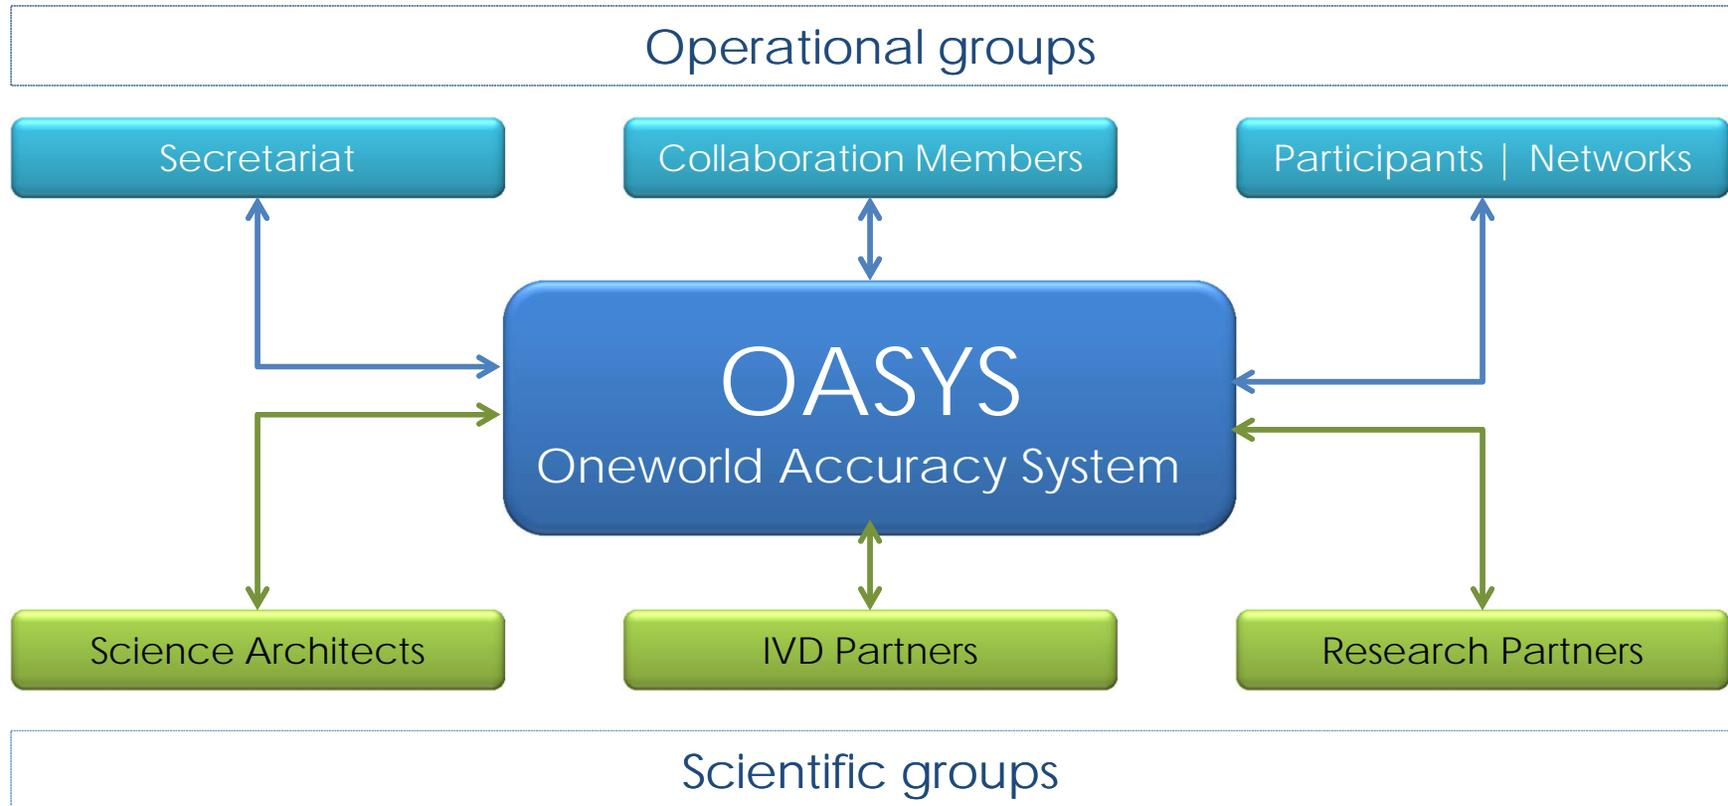 Operational groups
Secretariat
Collaboration Members
Participants | Networks
OASYS
Oneworld Accuracy System
Science Architects
IVD Partners
Research Partners
Scientific groups